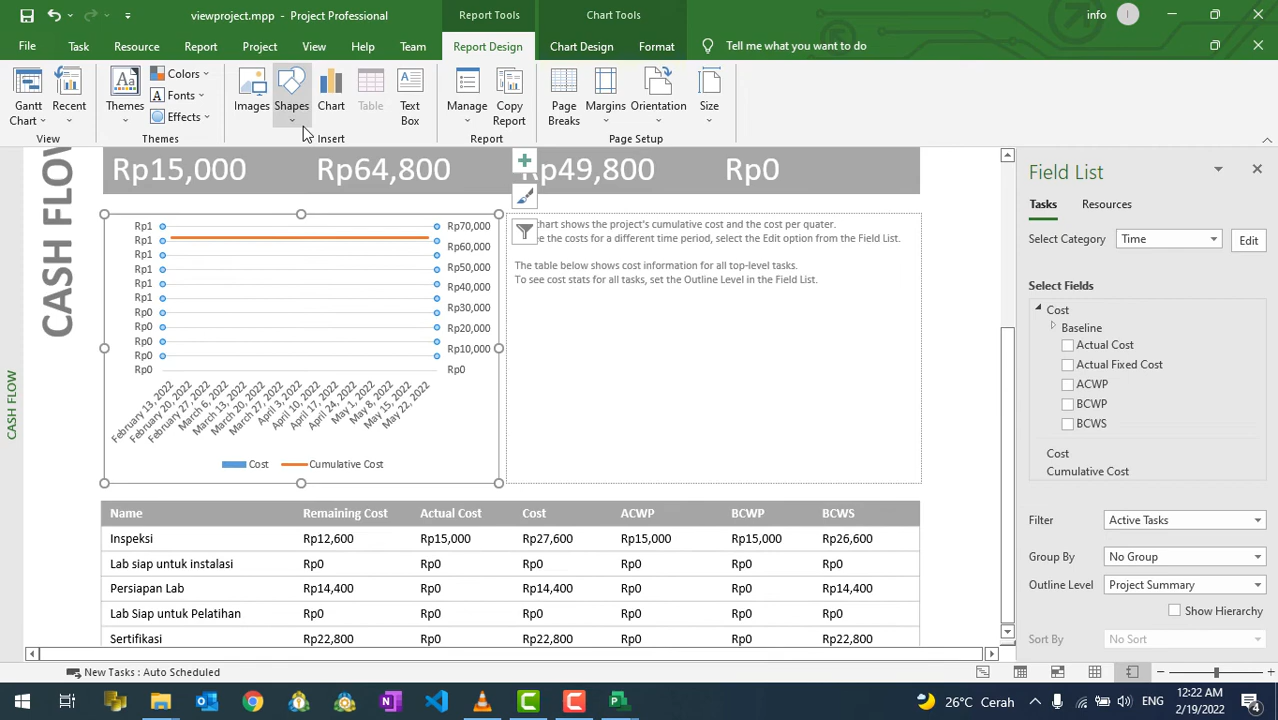 viewproject.mpp - Project Professional
Report Tools
Chart Tools
info
I
File
Task
Resource
Report
Project
View
Help
Team
Report Design
Chart Design
Format
Tell me what you want to do
Gantt Chart
Recent
View
Themes
Colors
Fonts
Effects
Themes
Images
Shapes
Chart
Table
Text Box
Insert
Manage
Copy Report
Report
Page Breaks
Margins
Orientation
Size
Page Setup
CASH FLOW
CASH FLOW
Rp15,000
Rp64,800
Rp49,800
Rp0
Rp1
Rp1
Rp1
Rp1
Rp1
Rp1
Rp0
Rp0
Rp0
Rp0
Rp0
Rp70,000
Rp60,000
Rp50,000
Rp40,000
Rp30,000
Rp20,000
Rp10,000
Rp0
February 13, 2022
February 20, 2022
February 27, 2022
March 6, 2022
March 13, 2022
March 20, 2022
March 27, 2022
April 3, 2022
April 10, 2022
April 17, 2022
April 24, 2022
May 1, 2022
May 8, 2022
May 15, 2022
May 22, 2022
Cost
Cumulative Cost
chart shows the project's cumulative cost and the cost per quater.
the costs for a different time period, select the Edit option from the Field List.
The table below shows cost information for all top-level tasks.
To see cost stats for all tasks, set the Outline Level in the Field List.
Name Remaining Cost Actual Cost Cost ACWP BCWP BCWS
Inspeksi Rp12,600 Rp15,000 Rp27,600 Rp15,000 Rp15,000 Rp26,600
Lab siap untuk instalasi Rp0 Rp0 Rp0 Rp0 Rp0 Rp0
Persiapan Lab Rp14,400 Rp0 Rp14,400 Rp0 Rp0 Rp14,400
Lab Siap untuk Pelatihan Rp0 Rp0 Rp0 Rp0 Rp0 Rp0
Sertifikasi Rp22,800 Rp0 Rp22,800 Rp0 Rp0 Rp22,800
Field List
Tasks
Resources
Select Category
Time
Edit
Select Fields
Cost
Baseline
Actual Cost
Actual Fixed Cost
ACWP
BCWP
BCWS
Cost
Cumulative Cost
Filter
Active Tasks
Group By
No Group
Outline Level
Project Summary
Show Hierarchy
Sort By
No Sort
New Tasks : Auto Scheduled
26°C Cerah
ENG
12:22 AM
2/19/2022
4